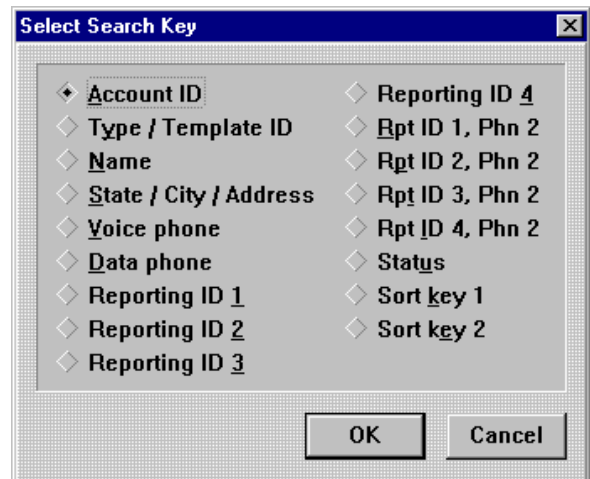 Select Search Key
Account ID
Type / Template ID
Name
State / City / Address
Voice phone
Data phone
Reporting ID 1
Reporting ID 2
Reporting ID 3
Reporting ID 4
Rpt ID 1, Phn 2
Rpt ID 2, Phn 2
Rpt ID 3, Phn 2
Rpt ID 4, Phn 2
Status
Sort key 1
Sort key 2
OK
Cancel